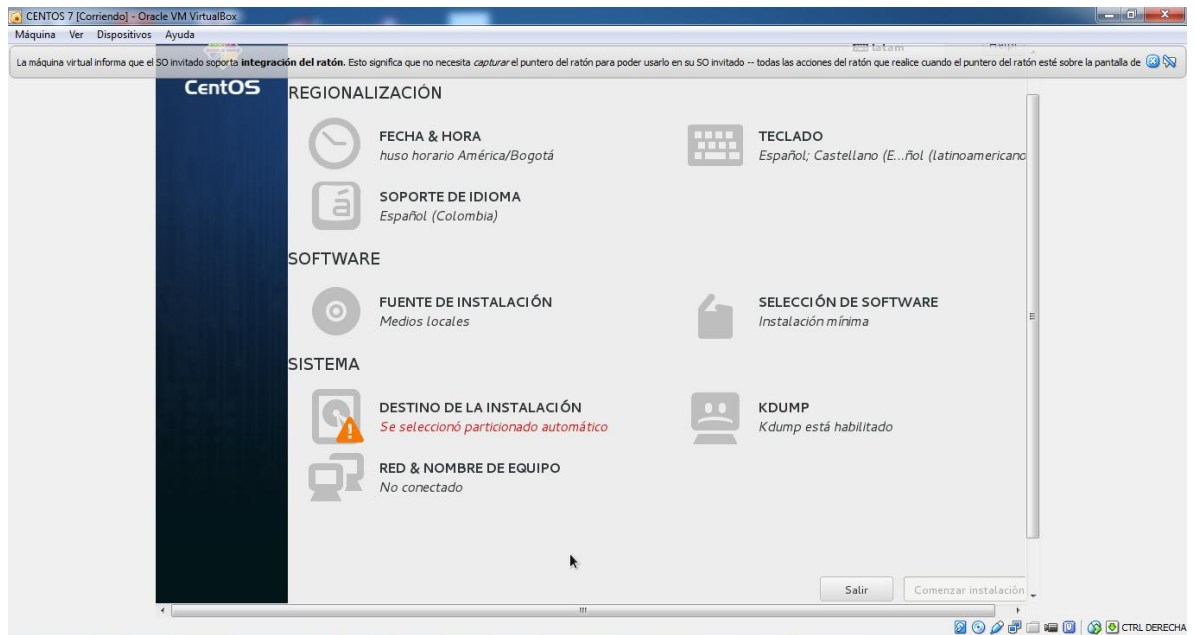 CENTOS 7 [Corriendo] - Oracle VM VirtualBox
Máquina Ver Dispositivos Ayuda
latam
La máquina virtual informa que el SO invitado soporta integración del ratón. Esto significa que no necesita capturar el puntero del ratón para poder usarlo en su SO invitado -- todas las acciones del ratón que realice cuando el puntero del ratón esté sobre la pantalla de
CentOS
REGIONALIZACIÓN
FECHA & HORA
huso horario América/Bogotá
TECLADO
Español; Castellano (E...ñol (latinoamericano
SOPORTE DE IDIOMA
Español (Colombia)
SOFTWARE
FUENTE DE INSTALACIÓN
Medios locales
SELECCIÓN DE SOFTWARE
Instalación mínima
SISTEMA
DESTINO DE LA INSTALACIÓN
Se seleccionó particionado automático
KDUMP
Kdump está habilitado
RED & NOMBRE DE EQUIPO
No conectado
Salir
Comenzar instalación
CTRL DERECHA